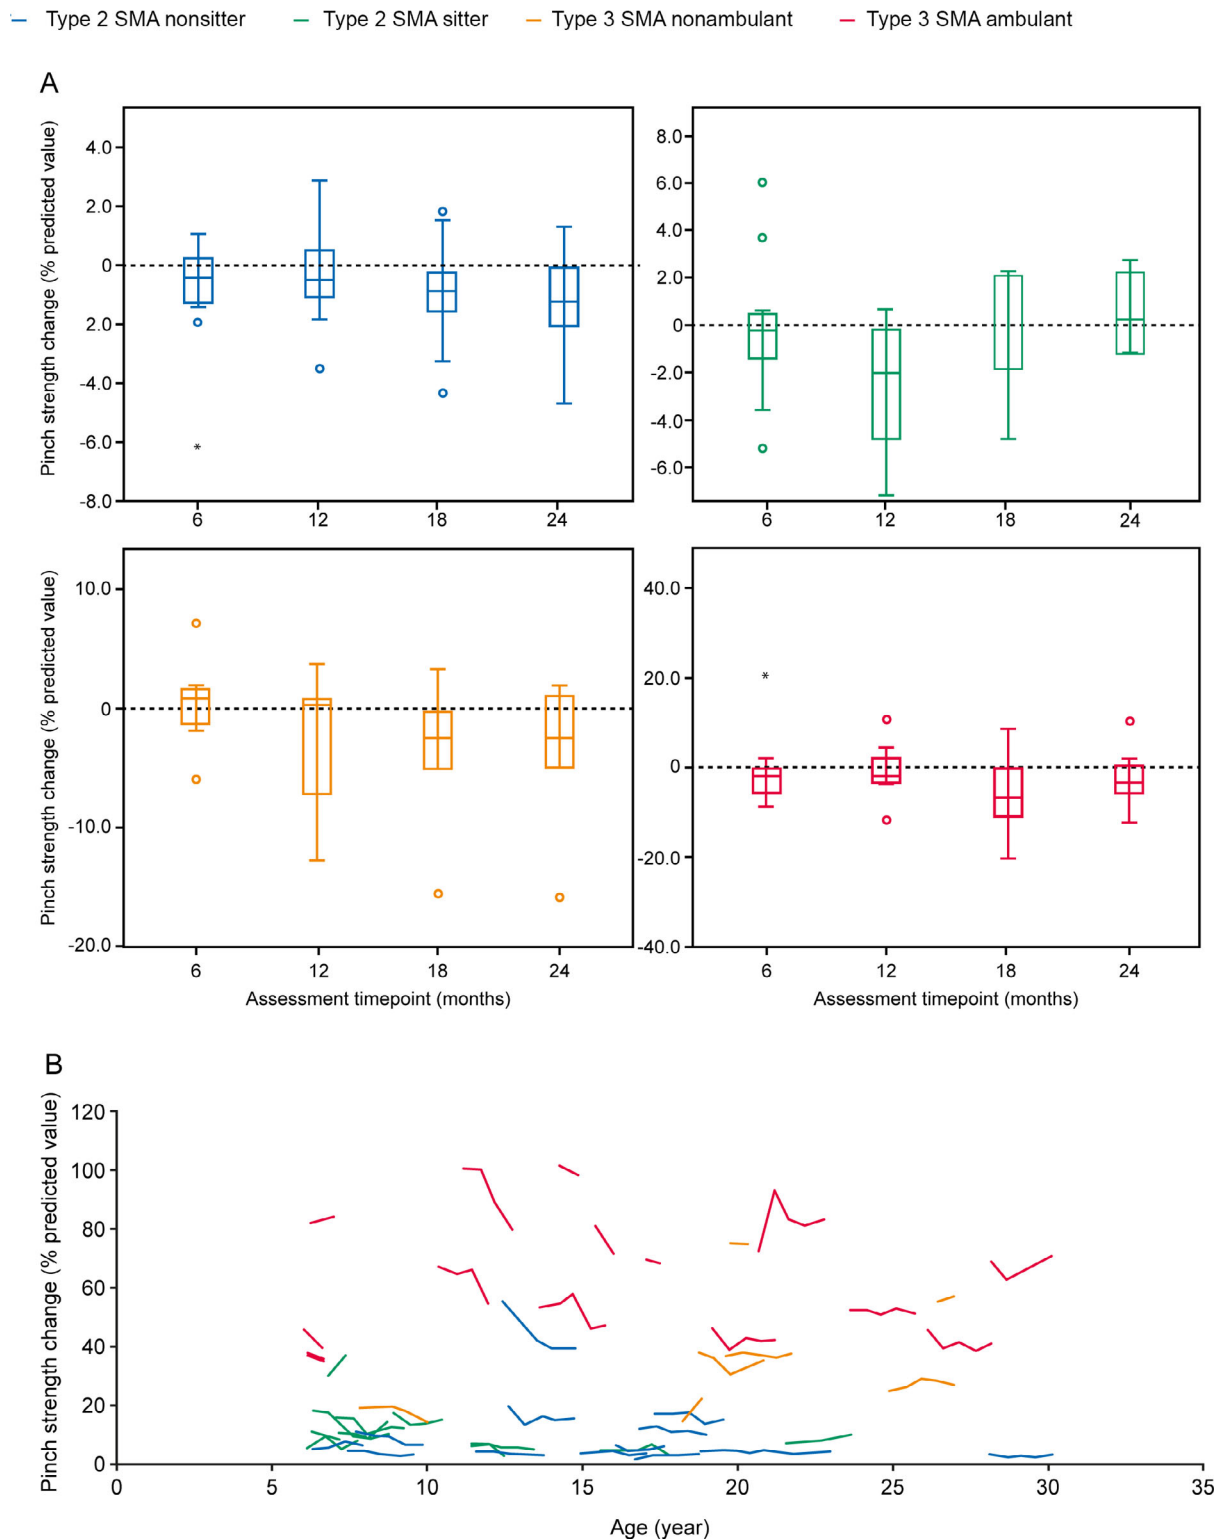 Type 2 SMA nonsitter Type 2 SMA sitter Type 3 SMA nonambulant Type 3 SMA ambulant
A
Pinch strength change (% predicted value)
4.0
2.0
0
2.0
-4.0
-6.0
-8.0
6 12 18 24
8.0
6.0
4.0
2.0
0
-2.0
-4.0
-6.0
6 12 18 24
Pinch strength change (% predicted value)
10.0
0
-10.0
-20.0
6 12 18 24
Assessment timepoint (months)
40.0
20.0
0
-20.0
-40.0
6 12 18 24
Assessment timepoint (months)
B
Pinch strength change (% predicted value)
120
100
80
60
40
20
0
0 5 10 15 20 25 30 35
Age (year)